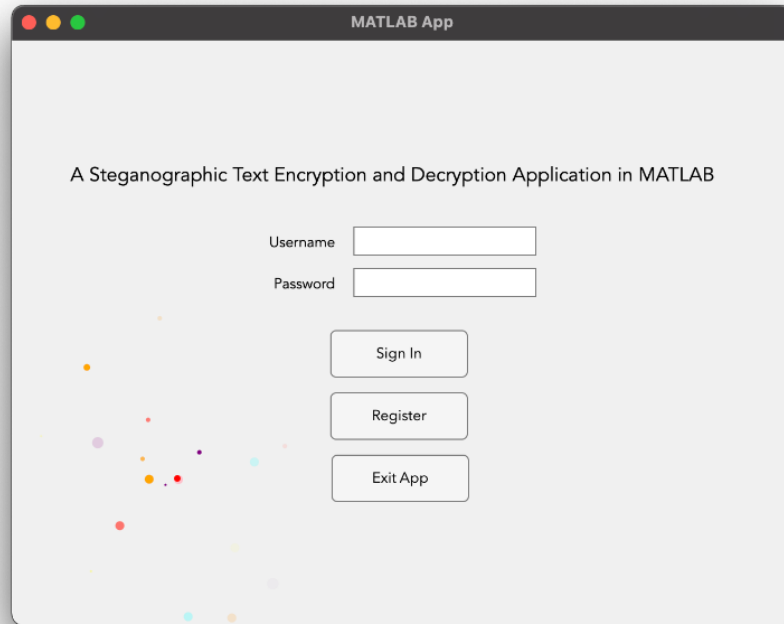 MATLAB App
A Steganographic Text Encryption and Decryption Application in MATLAB
Username
Password
Sign In
Register
Exit App